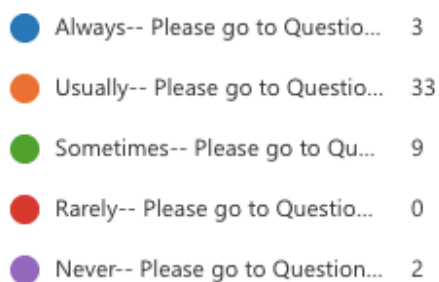 Always-- Please go to Questio... 3
Usually-- Please go to Questio... 33
Sometimes-- Please go to Qu... 9
Rarely-- Please go to Questio... 0
Never-- Please go to Question... 2